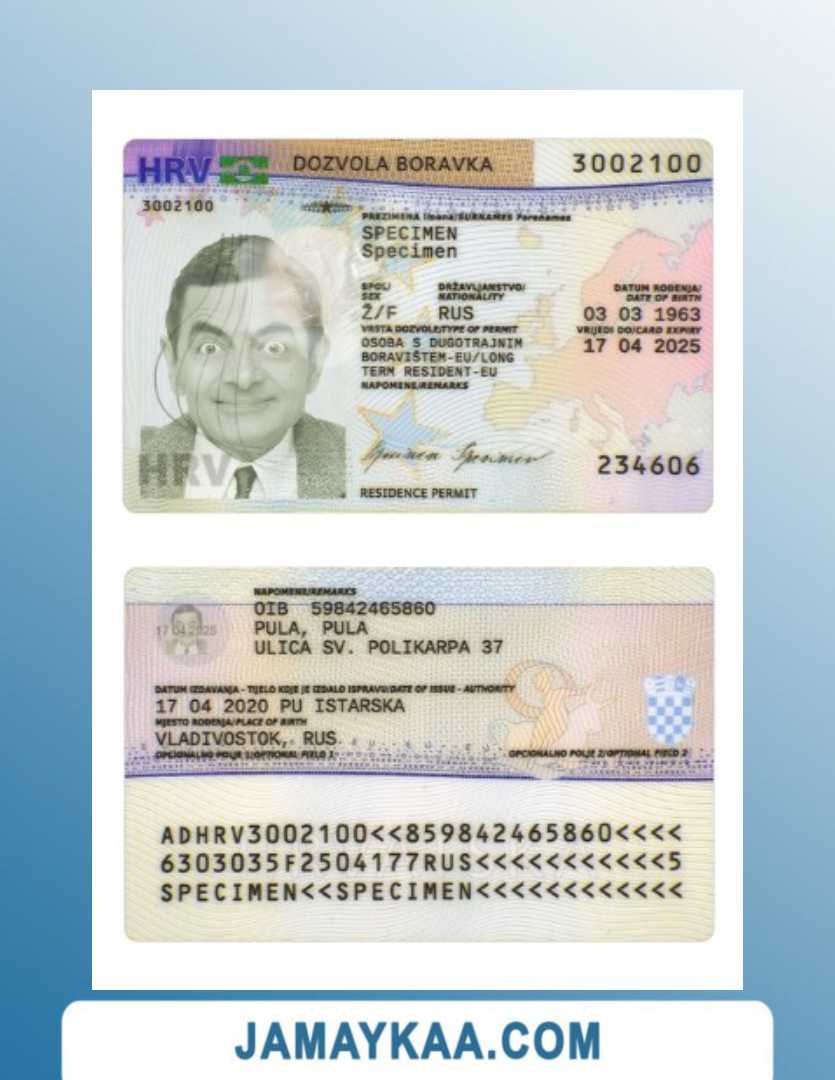 HRV DOZVOLA BORAVKA 3002100
3002100
PREZIMENA Imena/SURNAMES Forenames
SPECIMEN
Specimen
SPOL/ DRŽAVLJANSTVO/ DATUM ROĐENJA/
SEX NATIONALITY DATE OF BIRTH
Ž/F RUS 03 03 1963
VRSTA DOZVOLE/TYPE OF PERMIT VRIJEDI DO/CARD EXPIRY
OSOBA S DUGOTRAJNIM 17 04 2025
BORAVIŠTEM-EU/LONG
TERM RESIDENT-EU
NAPOMENE/REMARKS
Specimen Specimen
HRV 234606
RESIDENCE PERMIT
NAPOMENE/REMARKS
OIB 59842465860
17 04 2025 PULA, PULA
ULICA SV. POLIKARPA 37
DATUM IZDAVANJA - TIJELO KOJE JE IZDALO ISPRAVU/DATE OF ISSUE - AUTHORITY
17 04 2020 PU ISTARSKA
MJESTO ROĐENJA/PLACE OF BIRTH
VLADIVOSTOK, RUS
OPCIONALNO POLJE 1/OPTIONAL FIELD 1 OPCIONALNO POLJE 2/OPTIONAL FIELD 2
ADHRV3002100<<859842465860<<<<
6303035F2504177RUS<<<<<<<<<<<5
SPECIMEN<<SPECIMEN<<<<<<<<<<<<
JAMAYKAA.COM